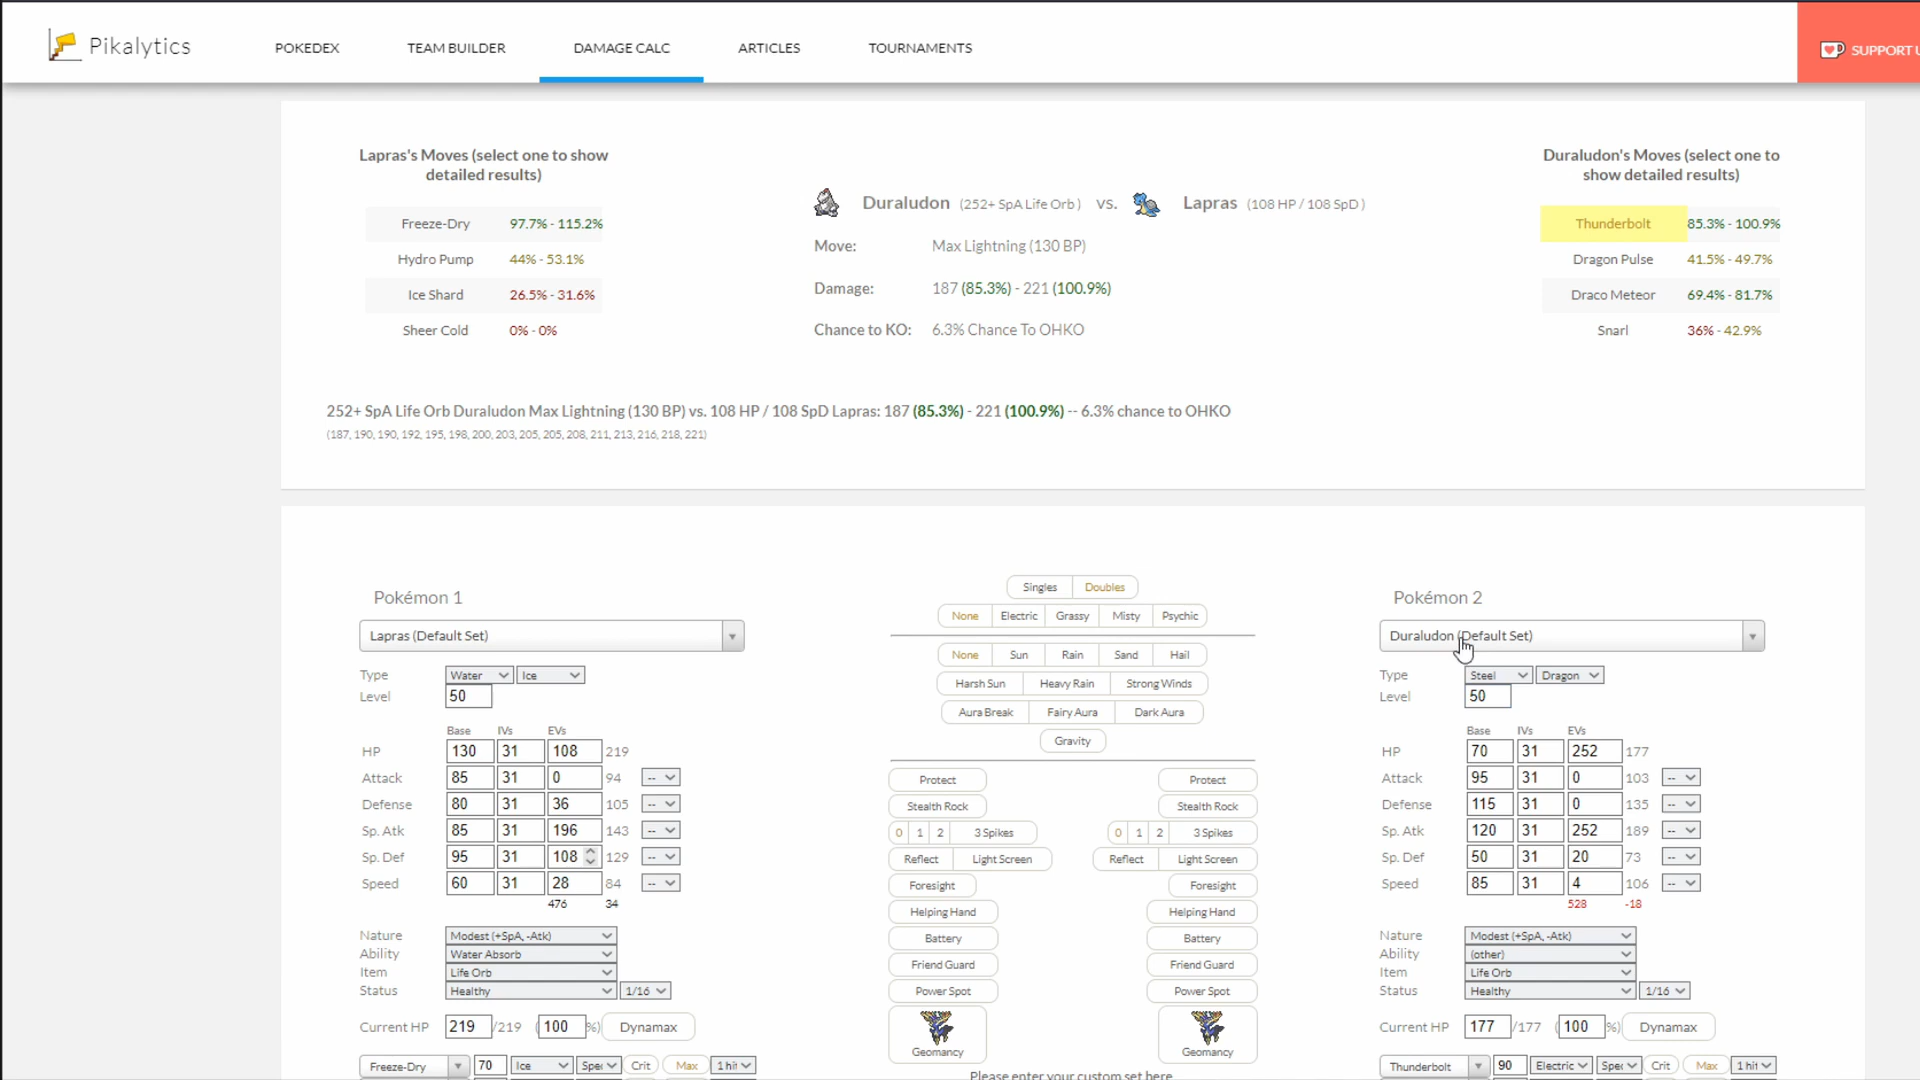 Pikalytics
POKEDEX
TEAM BUILDER
DAMAGE CALC
ARTICLES
TOURNAMENTS
SUPPORT U
Lapras's Moves (select one to show
detailed results)
Freeze-Dry 97.7% - 115.2%
Hydro Pump 44% - 53.1%
Ice Shard 26.5% - 31.6%
Sheer Cold 0% - 0%
Duraludon (252+ SpA Life Orb ) vs. Lapras (108 HP / 108 SpD )
Move: Max Lightning (130 BP)
Damage: 187 (85.3%) - 221 (100.9%)
Chance to KO: 6.3% Chance To OHKO
Duraludon's Moves (select one to
show detailed results)
Thunderbolt 85.3% - 100.9%
Dragon Pulse 41.5% - 49.7%
Draco Meteor 69.4% - 81.7%
Snarl 36% - 42.9%
252+ SpA Life Orb Duraludon Max Lightning (130 BP) vs. 108 HP / 108 SpD Lapras: 187 (85.3%) - 221 (100.9%) -- 6.3% chance to OHKO
(187, 190, 190, 192, 195, 198, 200, 203, 205, 205, 208, 211, 213, 216, 218, 221)
Pokémon 1
Lapras (Default Set)
Type Water Ice
Level 50
Base IVs EVs
HP 130 31 108 219
Attack 85 31 0 94 --
Defense 80 31 36 105 --
Sp. Atk 85 31 196 143 --
Sp. Def 95 31 108 129 --
Speed 60 31 28 84 --
476 34
Nature Modest (+SpA, -Atk)
Ability Water Absorb
Item Life Orb
Status Healthy 1/16
Current HP 219 /219 ( 100 %) Dynamax
Freeze-Dry 70 Ice Spec Crit Max 1 hit
Singles Doubles
None Electric Grassy Misty Psychic
None Sun Rain Sand Hail
Harsh Sun Heavy Rain Strong Winds
Aura Break Fairy Aura Dark Aura
Gravity
Protect Protect
Stealth Rock Stealth Rock
0 1 2 3 Spikes 0 1 2 3 Spikes
Reflect Light Screen Reflect Light Screen
Foresight Foresight
Helping Hand Helping Hand
Battery Battery
Friend Guard Friend Guard
Power Spot Power Spot
Geomancy Geomancy
Please enter your custom set here
Pokémon 2
Duraludon (Default Set)
Type Steel Dragon
Level 50
Base IVs EVs
HP 70 31 252 177
Attack 95 31 0 103 --
Defense 115 31 0 135 --
Sp. Atk 120 31 252 189 --
Sp. Def 50 31 20 73 --
Speed 85 31 4 106 --
528 -18
Nature Modest (+SpA, -Atk)
Ability (other)
Item Life Orb
Status Healthy 1/16
Current HP 177 /177 ( 100 %) Dynamax
Thunderbolt 90 Electric Spec Crit Max 1 hit